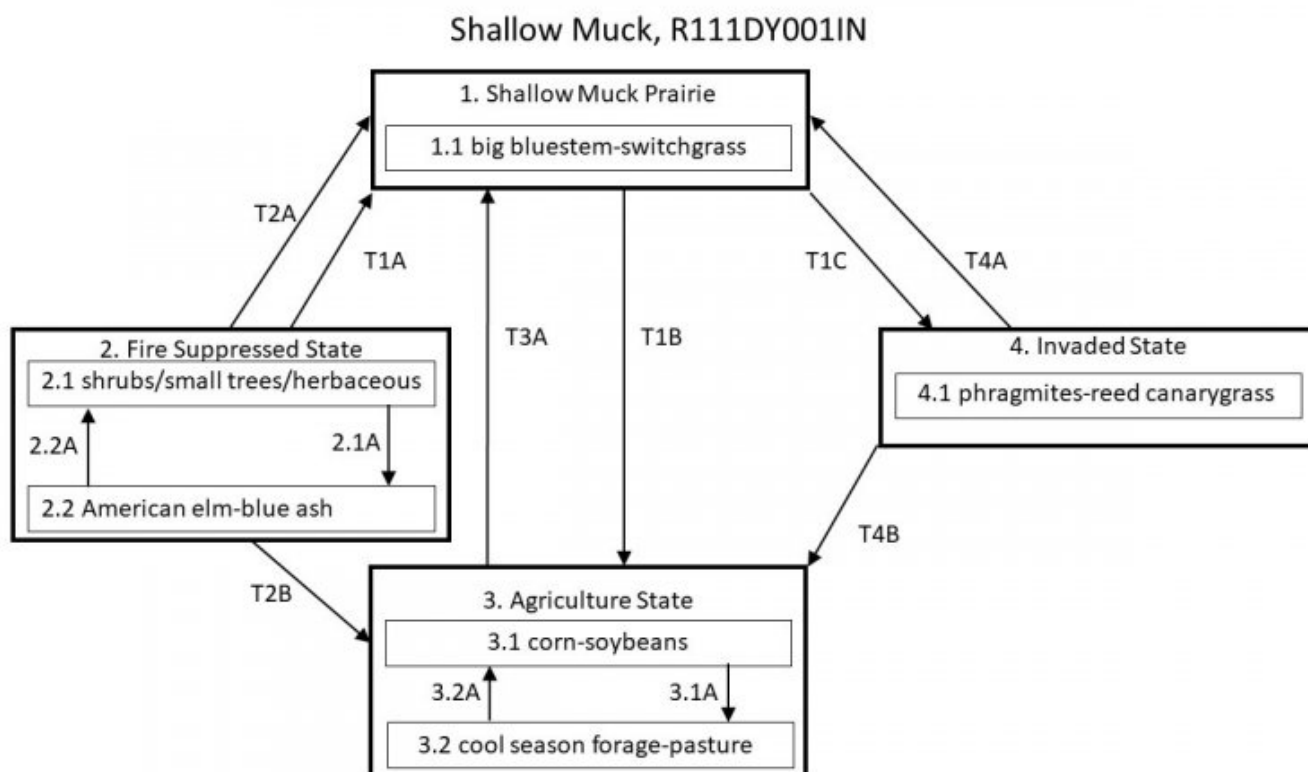 Shallow Muck, R111DY001IN
1. Shallow Muck Prairie
1.1 big bluestem-switchgrass
T2A
T1A
T3A
T1B
T1C
T4A
2. Fire Suppressed State
2.1 shrubs/small trees/herbaceous
2.2A
2.1A
2.2 American elm-blue ash
4. Invaded State
4.1 phragmites-reed canarygrass
T2B
T4B
3. Agriculture State
3.1 corn-soybeans
3.2A
3.1A
3.2 cool season forage-pasture